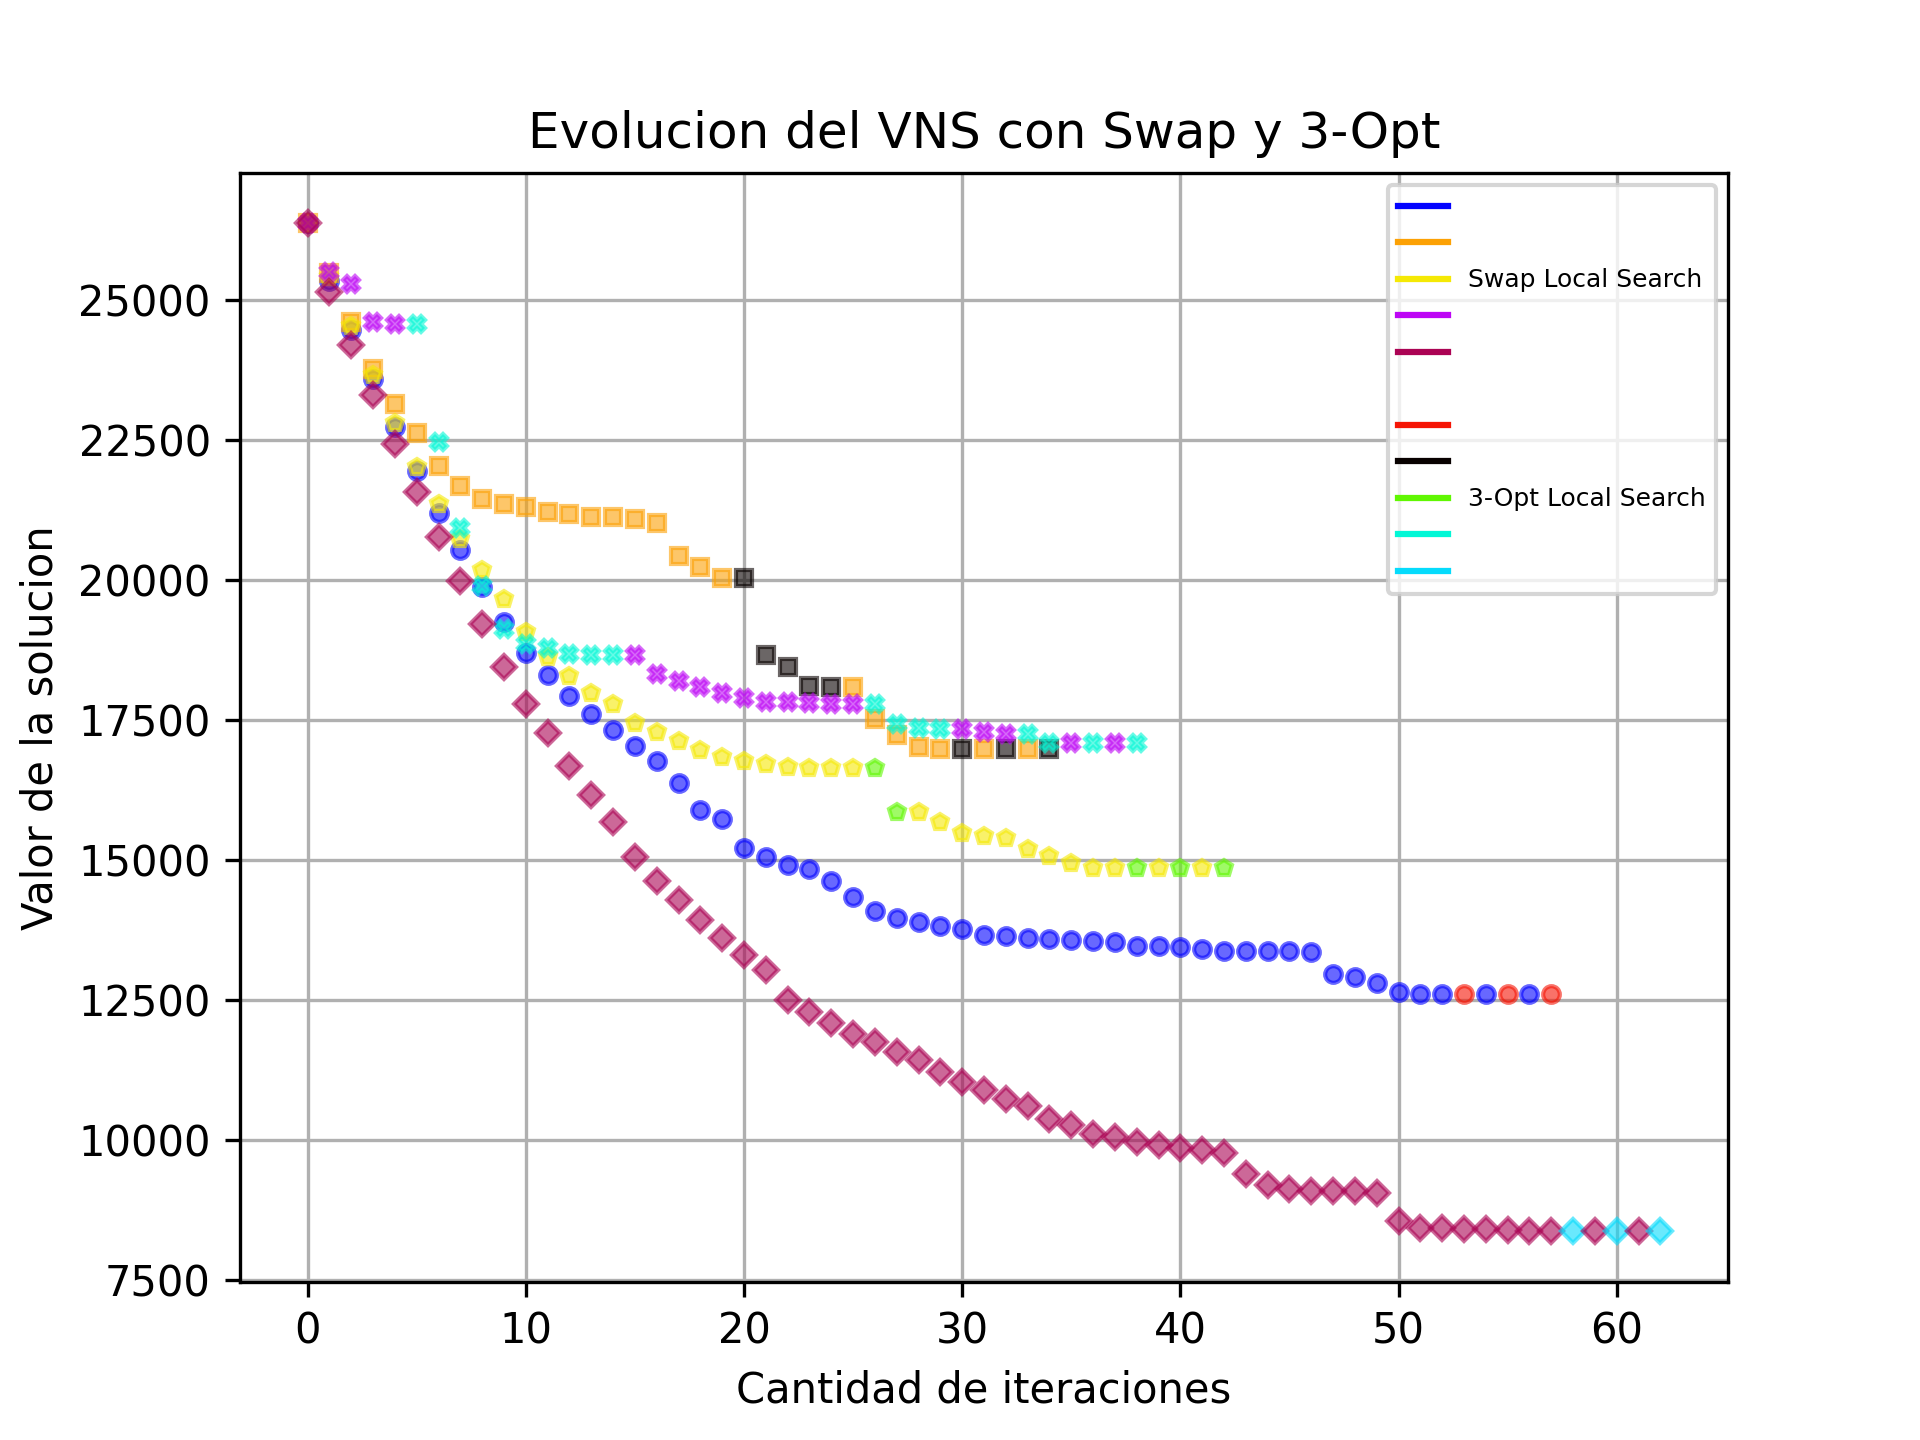 Evolucion del VNS con Swap y 3-Opt
Valor de la solucion
25000
22500
20000
17500
15000
12500
10000
7500
Swap Local Search
3-Opt Local Search
0 10 20 30 40 50 60
Cantidad de iteraciones